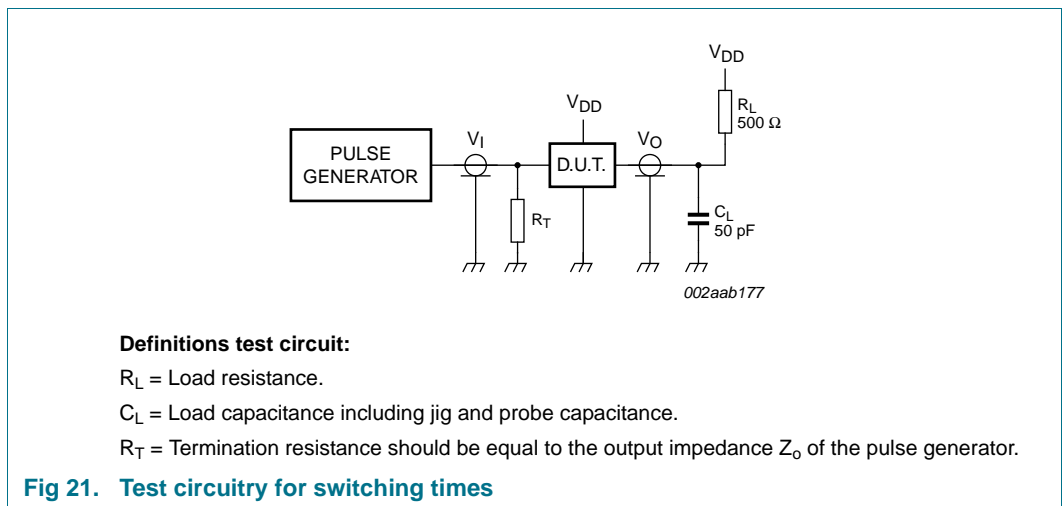 VDD
RL
500 Ω
VDD
VI
VO
PULSE
GENERATOR
D.U.T.
RT
CL
50 pF
002aab177
Definitions test circuit:
RL = Load resistance.
CL = Load capacitance including jig and probe capacitance.
RT = Termination resistance should be equal to the output impedance Zo of the pulse generator.
Fig 21. Test circuitry for switching times